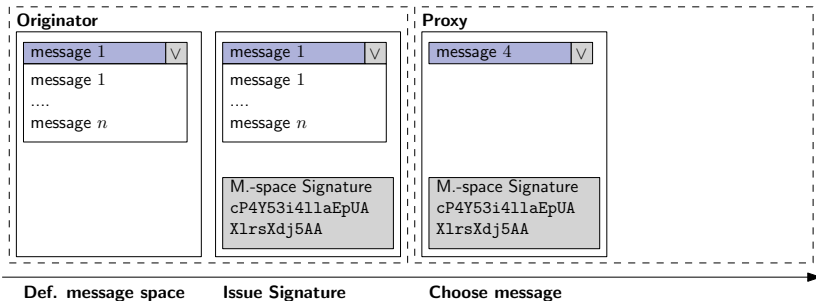 Originator
message 1 ∨
message 1
....
message n
message 1 ∨
message 1
....
message n
M.-space Signature
cP4Y53i4llaEpUA
XlrsXdj5AA
Proxy
message 4 ∨
M.-space Signature
cP4Y53i4llaEpUA
XlrsXdj5AA
Def. message space
Issue Signature
Choose message